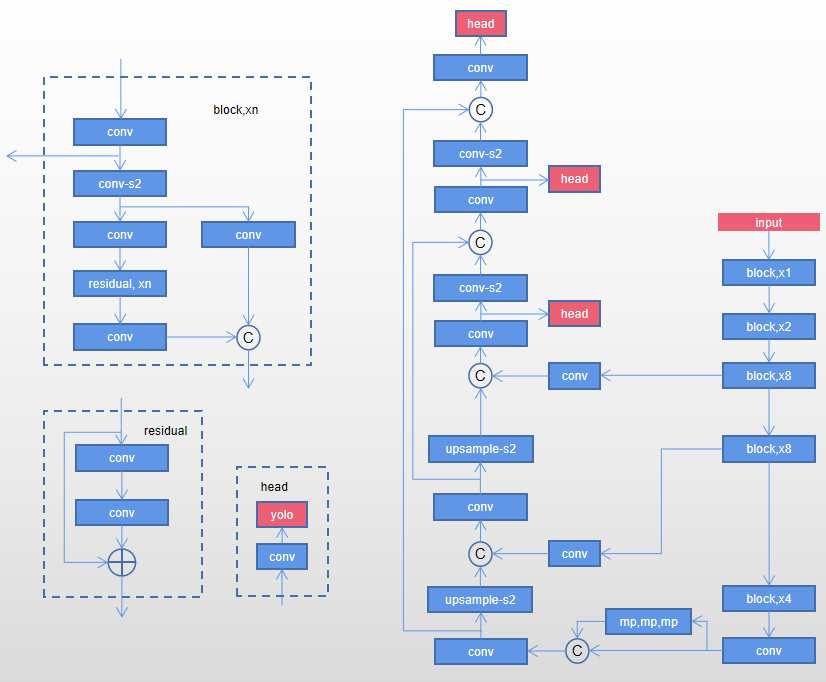 block,xn
conv
conv-s2
conv
conv
residual, xn
conv
C
residual
conv
conv
head
yolo
conv
head
conv
C
conv-s2
head
conv
C
conv-s2
head
conv
C
conv
upsample-s2
conv
C
conv
upsample-s2
conv
C
mp,mp,mp
input
block,x1
block,x2
block,x8
block,x8
block,x4
conv